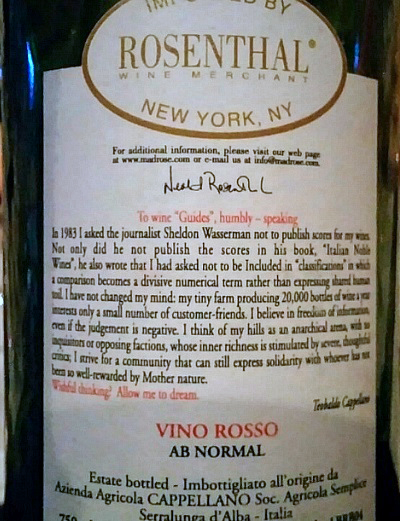 IMPORTED BY
ROSENTHAL®
WINE MERCHANT
NEW YORK, NY
For additional information, please visit our web page
at www.madrose.com or e-mail us at info@madrose.com.
To wine "Guides", humbly – speaking
In 1983 I asked the journalist Sheldon Wasserman not to publish scores for my wines.
Not only did he not publish the scores in his book, "Italian Noble
Wines", he also wrote that I had asked not to be Included in "classifications" in which
a comparison becomes a divisive numerical term rather than expressing shared human
toil. I have not changed my mind: my tiny farm producing 20,000 bottles of wine a year
interests only a small number of customer-friends. I believe in freedom of information,
even if the judgement is negative. I think of my hills as an anarchical arena, with no
inquisitors or opposing factions, whose inner richness is stimulated by severe, thoughtful
critics; I strive for a community that can still express solidarity with whoever has not
been so well-rewarded by Mother nature.
Wishful thinking? Allow me to dream.
Teobaldo Cappellano
VINO ROSSO
AB NORMAL
Estate bottled - Imbottigliato all'origine da
Azienda Agricola CAPPELLANO Soc. Agricola Semplice
Serralunga d'Alba - Italia